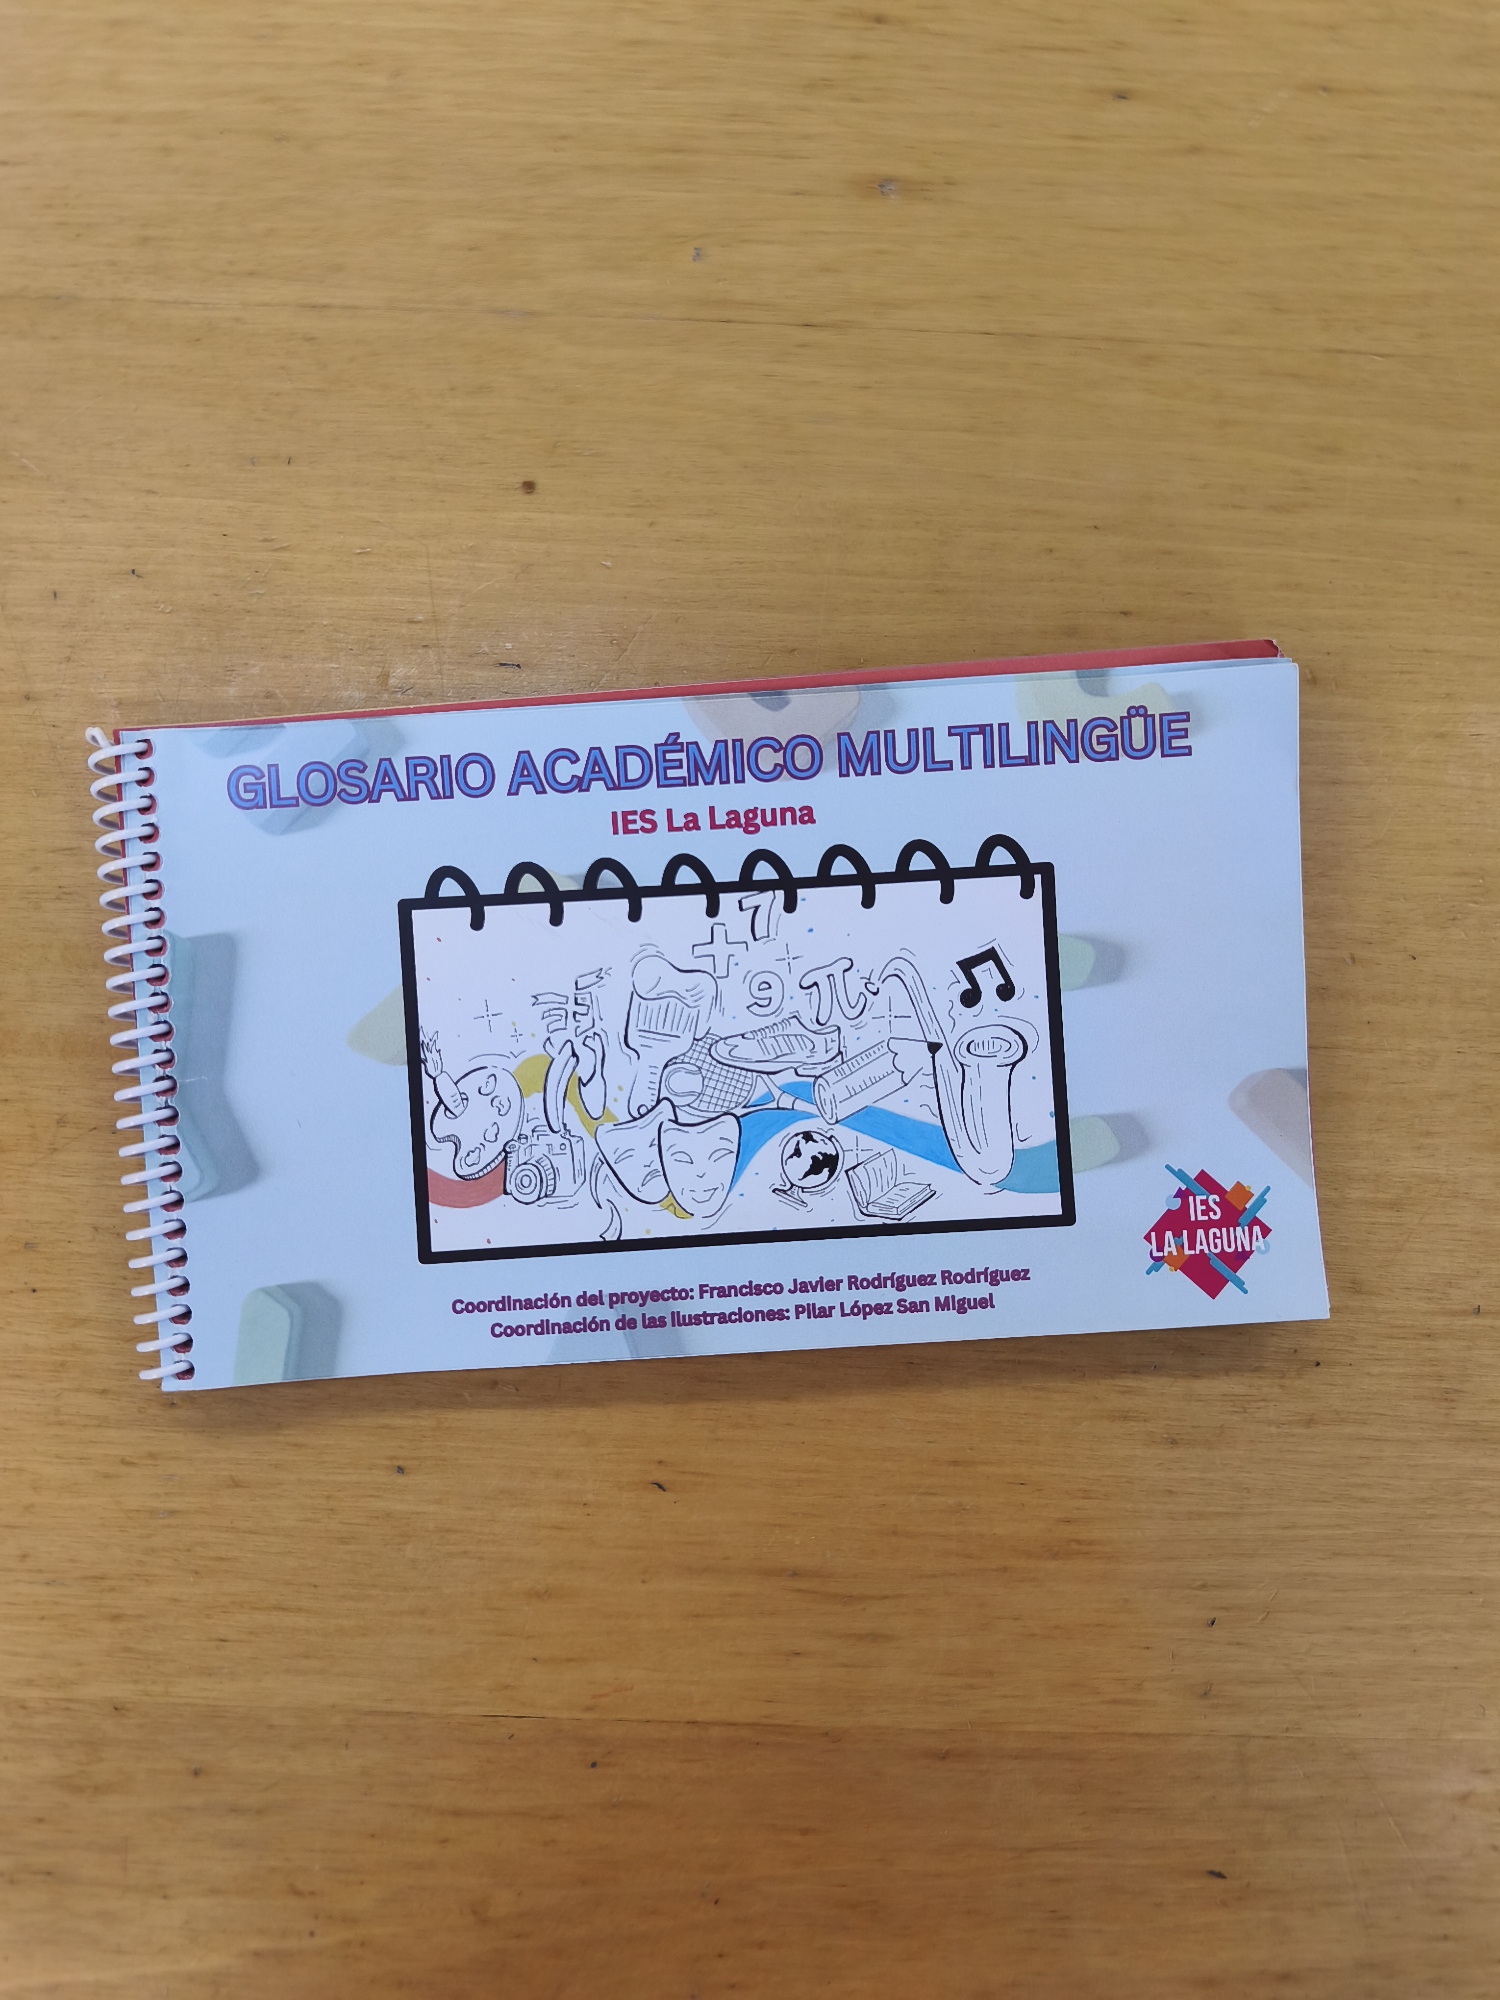 GLOSARIO ACADÉMICO MULTILINGÜE
IES La Laguna
7
+
9 π
Coordinación del proyecto: Francisco Javier Rodríguez Rodríguez
Coordinación de las ilustraciones: Pilar López San Miguel
IES
LA LAGUNA